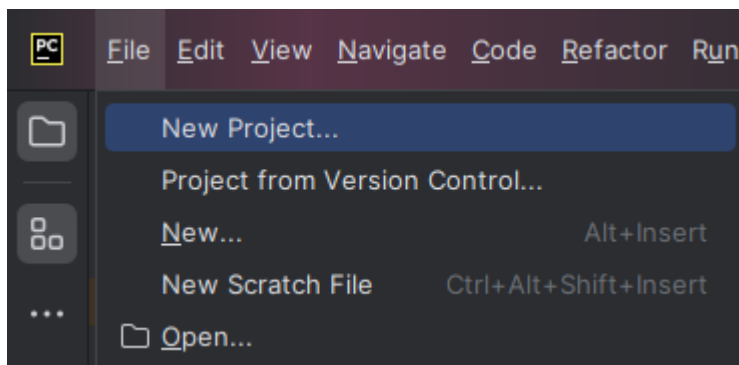 PC File Edit View Navigate Code Refactor Run
New Project...
Project from Version Control...
New... Alt+Insert
New Scratch File Ctrl+Alt+Shift+Insert
Open...